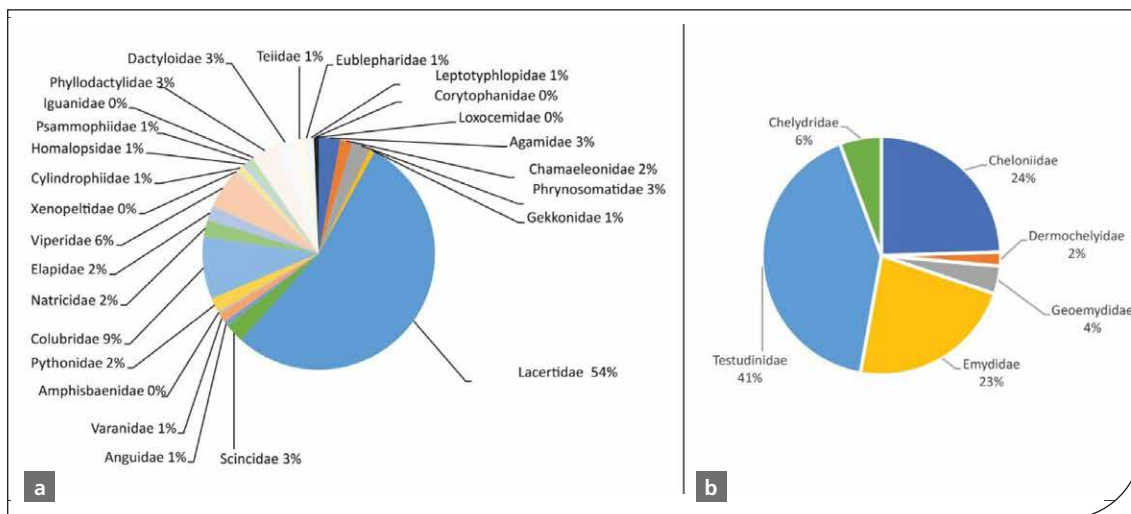 Dactyloidae 3%
Teiidae 1%
Eublepharidae 1%
Phyllodactylidae 3%
Leptotyphlopidae 1%
Iguanidae 0%
Corytophanidae 0%
Psammophiidae 1%
Loxocemidae 0%
Homalopsidae 1%
Agamidae 3%
Cylindrophiidae 1%
Chamaeleonidae 2%
Xenopeltidae 0%
Phrynosomatidae 3%
Viperidae 6%
Gekkonidae 1%
Elapidae 2%
Natricidae 2%
Colubridae 9%
Pythonidae 2%
Lacertidae 54%
Amphisbaenidae 0%
Varanidae 1%
Anguidae 1%
Scincidae 3%
a
Chelydridae
6%
Cheloniidae
24%
Dermochelyidae
2%
Geoemydidae
4%
Testudinidae
41%
Emydidae
23%
b